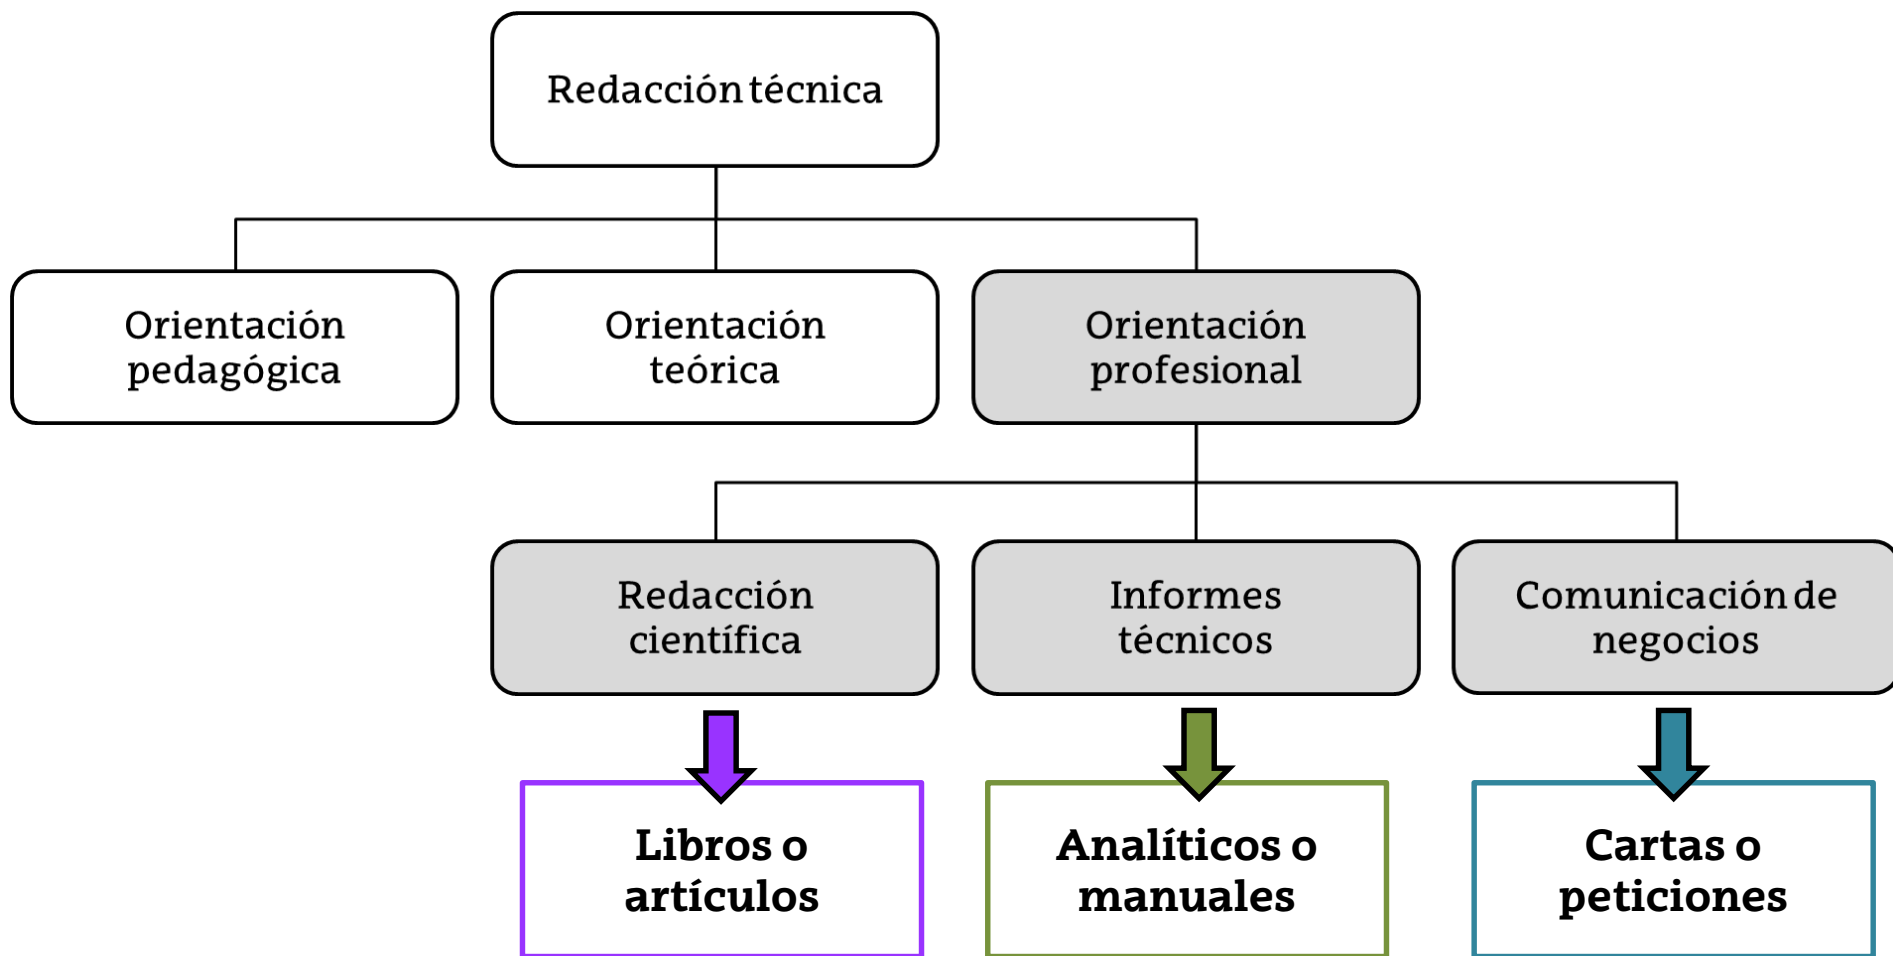 Redacción técnica
Orientación
pedagógica
Orientación
teórica
Orientación
profesional
Redacción
científica
Informes
técnicos
Comunicación de
negocios
Libros o
artículos
Analíticos o
manuales
Cartas o
peticiones